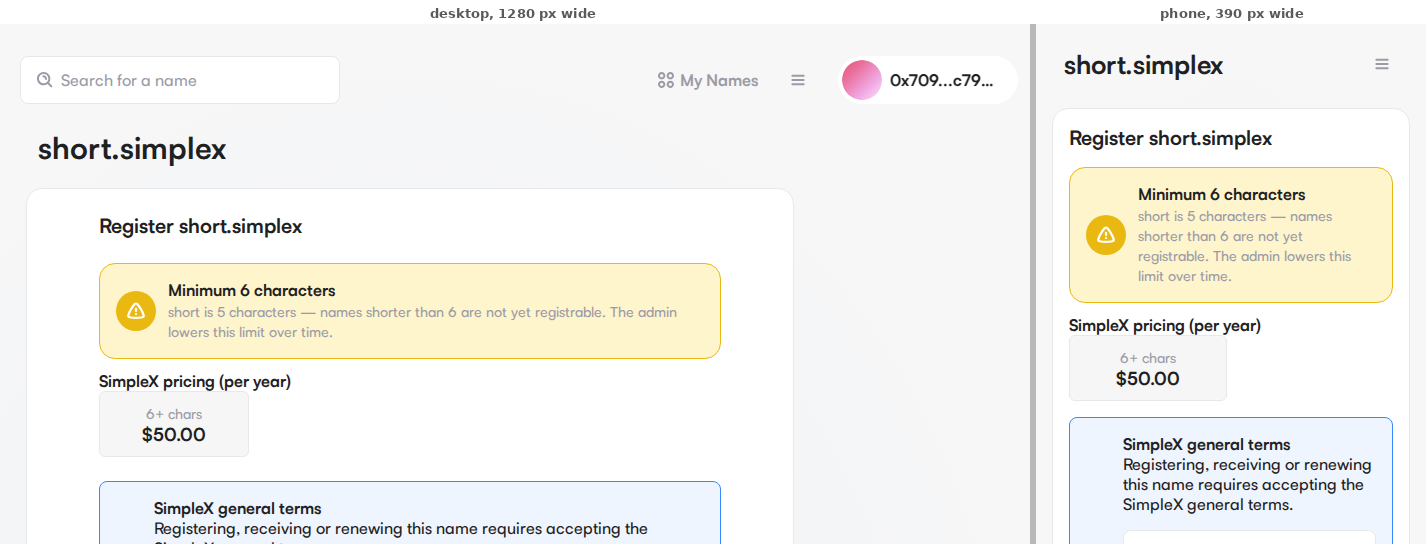 desktop, 1280 px wide
Search for a name
My Names
0x709...c79...
short.simplex
Register short.simplex
Minimum 6 characters
short is 5 characters — names shorter than 6 are not yet registrable. The admin
lowers this limit over time.
SimpleX pricing (per year)
6+ chars
$50.00
SimpleX general terms
Registering, receiving or renewing this name requires accepting the
phone, 390 px wide
short.simplex
Register short.simplex
Minimum 6 characters
short is 5 characters — names
shorter than 6 are not yet
registrable. The admin lowers this
limit over time.
SimpleX pricing (per year)
6+ chars
$50.00
SimpleX general terms
Registering, receiving or renewing
this name requires accepting the
SimpleX general terms.